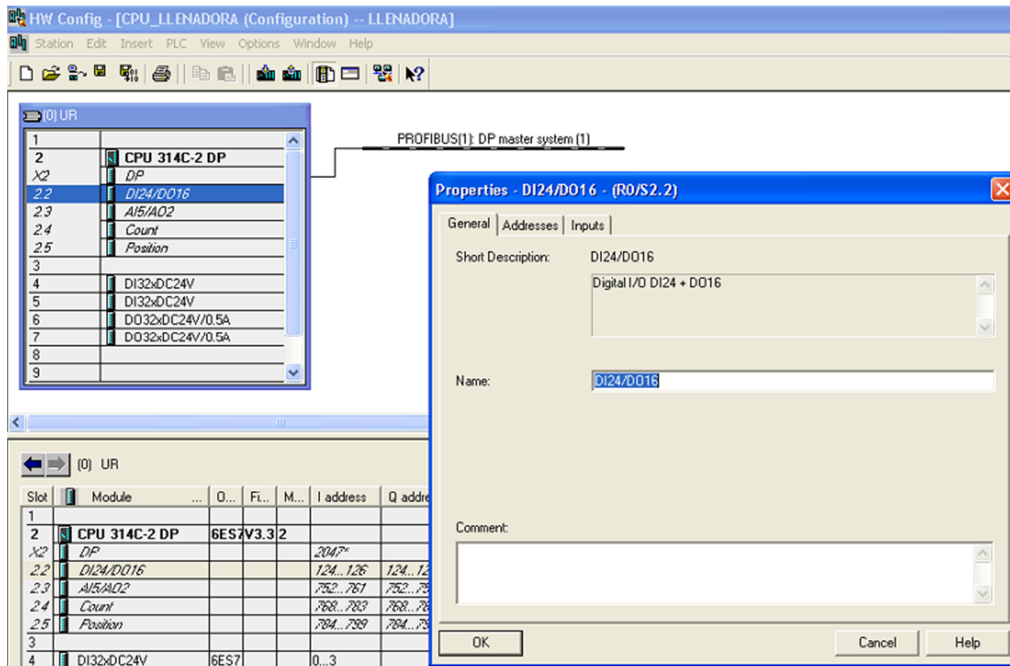 HW Config - [CPU_LLENADORA (Configuration) -- LLENADORA]
Station Edit Insert PLC View Options Window Help
(0) UR
1
2 CPU 314C-2 DP
X2 DP
2.2 DI24/DO16
2.3 AI5/AO2
2.4 Count
2.5 Position
3
4 DI32xDC24V
5 DI32xDC24V
6 DO32xDC24V/0.5A
7 DO32xDC24V/0.5A
8
9
PROFIBUS(1): DP master system (1)
Properties - DI24/DO16 - (R0/S2.2)
General Addresses Inputs
Short Description: DI24/DO16
Digital I/O DI24 + DO16
Name: DI24/DO16
Comment:
OK Cancel Help
(0) UR
Slot Module ... O... Fi... M... I address Q addre
1
2 CPU 314C-2 DP 6ES7 V3.3 2
X2 DP 2047*
2.2 DI24/DO16 124...126 124...12
2.3 AI5/AO2 752...761 752...75
2.4 Count 768...783 768...78
2.5 Position 784...799 784...79
3
4 DI32xDC24V 6ES7 0...3